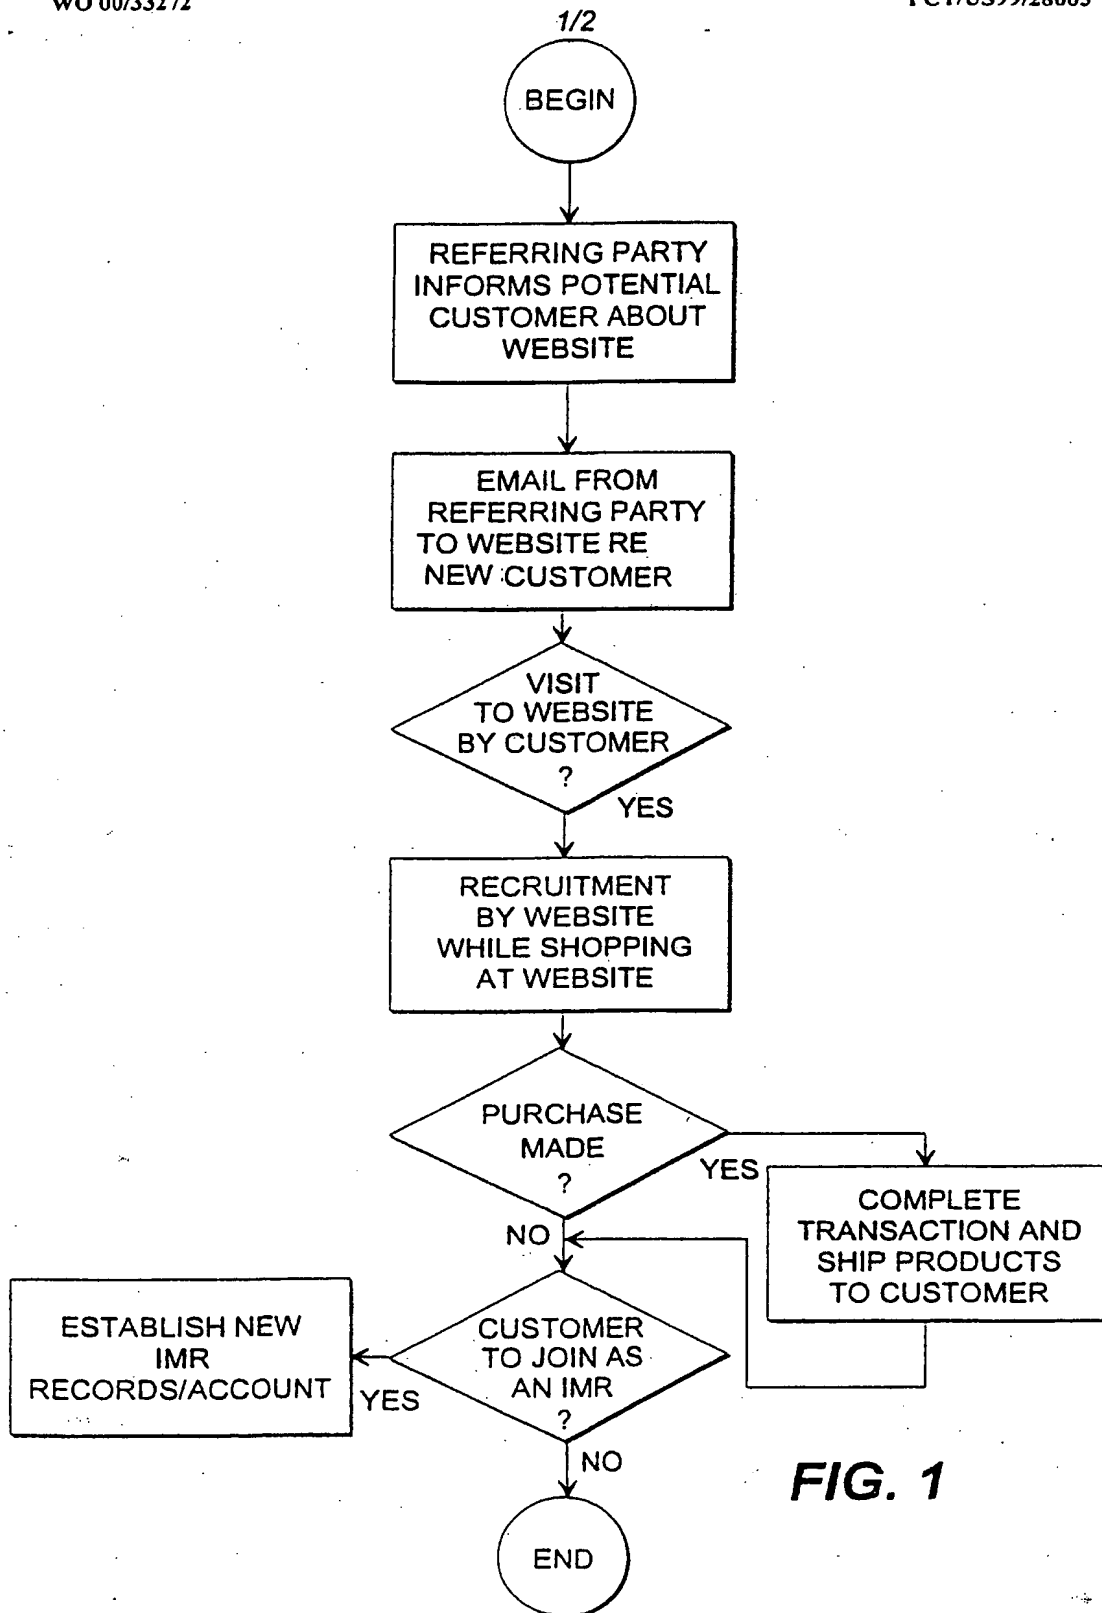 WO 00/33272
PCT/US99/28005
1/2
BEGIN
REFERRING PARTY
INFORMS POTENTIAL
CUSTOMER ABOUT
WEBSITE
EMAIL FROM
REFERRING PARTY
TO WEBSITE RE
NEW CUSTOMER
VISIT
TO WEBSITE
BY CUSTOMER
?
YES
RECRUITMENT
BY WEBSITE
WHILE SHOPPING
AT WEBSITE
PURCHASE
MADE
?
YES
COMPLETE
TRANSACTION AND
SHIP PRODUCTS
TO CUSTOMER
NO
CUSTOMER
TO JOIN AS
AN IMR
?
YES
ESTABLISH NEW
IMR
RECORDS/ACCOUNT
NO
FIG. 1
END